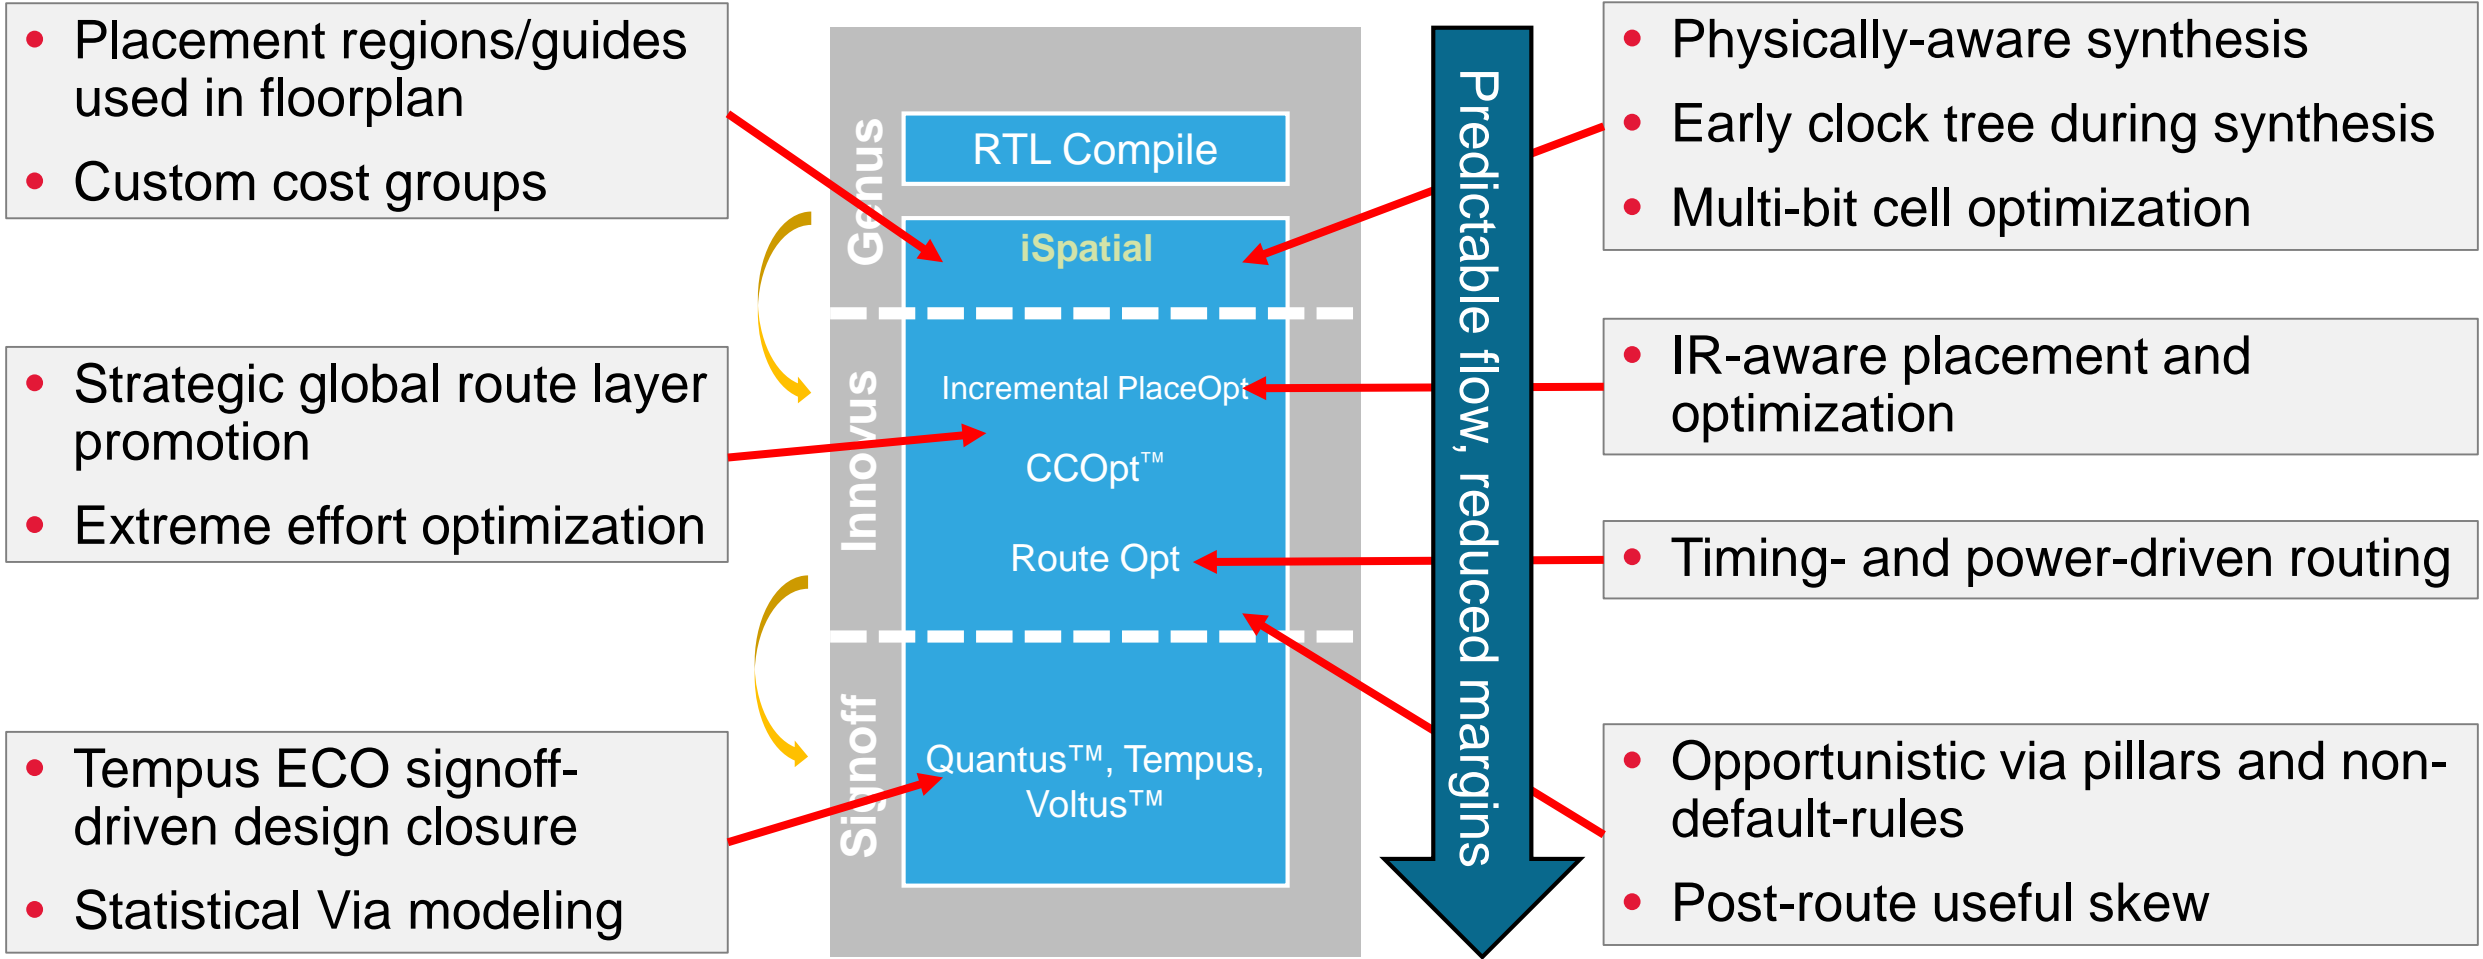 Placement regions/guides
used in floorplan
Custom cost groups
Strategic global route layer
promotion
Extreme effort optimization
Tempus ECO signoff-
driven design closure
Statistical Via modeling
Genus
Innovus
Signoff
RTL Compile
iSpatial
Incremental PlaceOpt
CCOpt™
Route Opt
Quantus™, Tempus,
Voltus™
Predictable flow, reduced margins
Physically-aware synthesis
Early clock tree during synthesis
Multi-bit cell optimization
IR-aware placement and
optimization
Timing- and power-driven routing
Opportunistic via pillars and non-
default-rules
Post-route useful skew